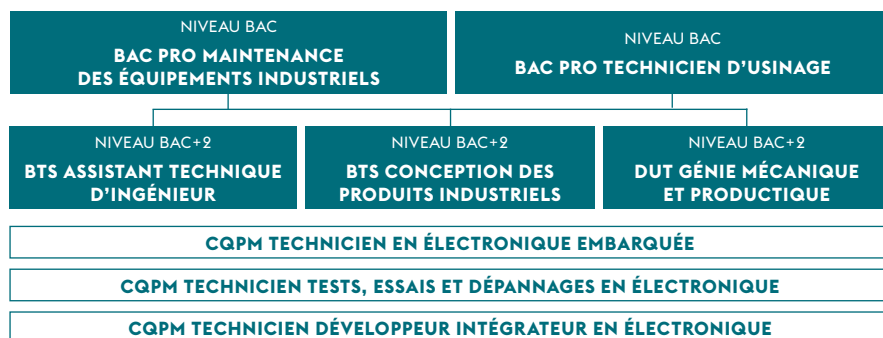 NIVEAU BAC
BAC PRO MAINTENANCE
DES ÉQUIPEMENTS INDUSTRIELS
NIVEAU BAC
BAC PRO TECHNICIEN D'USINAGE
NIVEAU BAC+2
BTS ASSISTANT TECHNIQUE
D'INGÉNIEUR
NIVEAU BAC+2
BTS CONCEPTION DES
PRODUITS INDUSTRIELS
NIVEAU BAC+2
DUT GÉNIE MÉCANIQUE
ET PRODUCTIQUE
CQPM TECHNICIEN EN ÉLECTRONIQUE EMBARQUÉE
CQPM TECHNICIEN TESTS, ESSAIS ET DÉPANNAGES EN ÉLECTRONIQUE
CQPM TECHNICIEN DÉVELOPPEUR INTÉGRATEUR EN ÉLECTRONIQUE